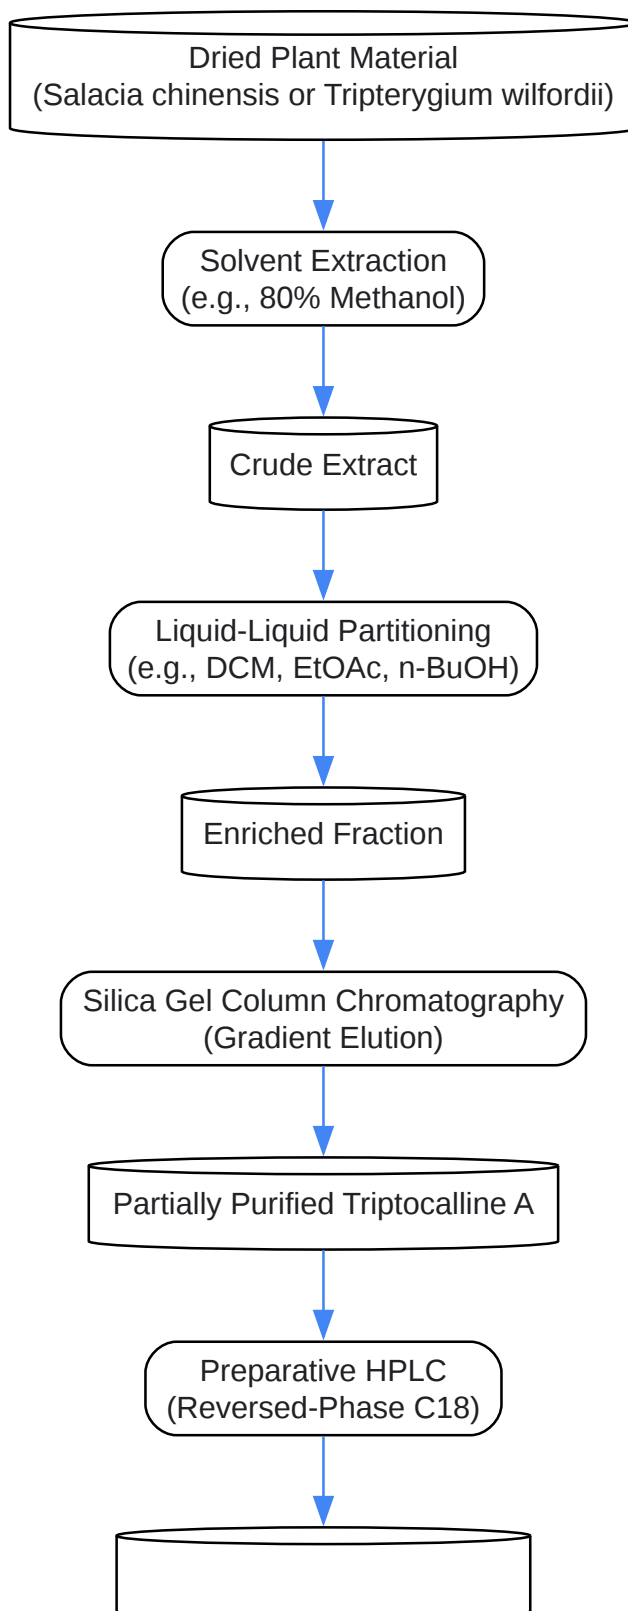 Dried Plant Material
(Salacia chinensis or Tripterygium wilfordii)
Solvent Extraction
(e.g., 80% Methanol)
Crude Extract
Liquid-Liquid Partitioning
(e.g., DCM, EtOAc, n-BuOH)
Enriched Fraction
Silica Gel Column Chromatography
(Gradient Elution)
Partially Purified Triptocalline A
Preparative HPLC
(Reversed-Phase C18)